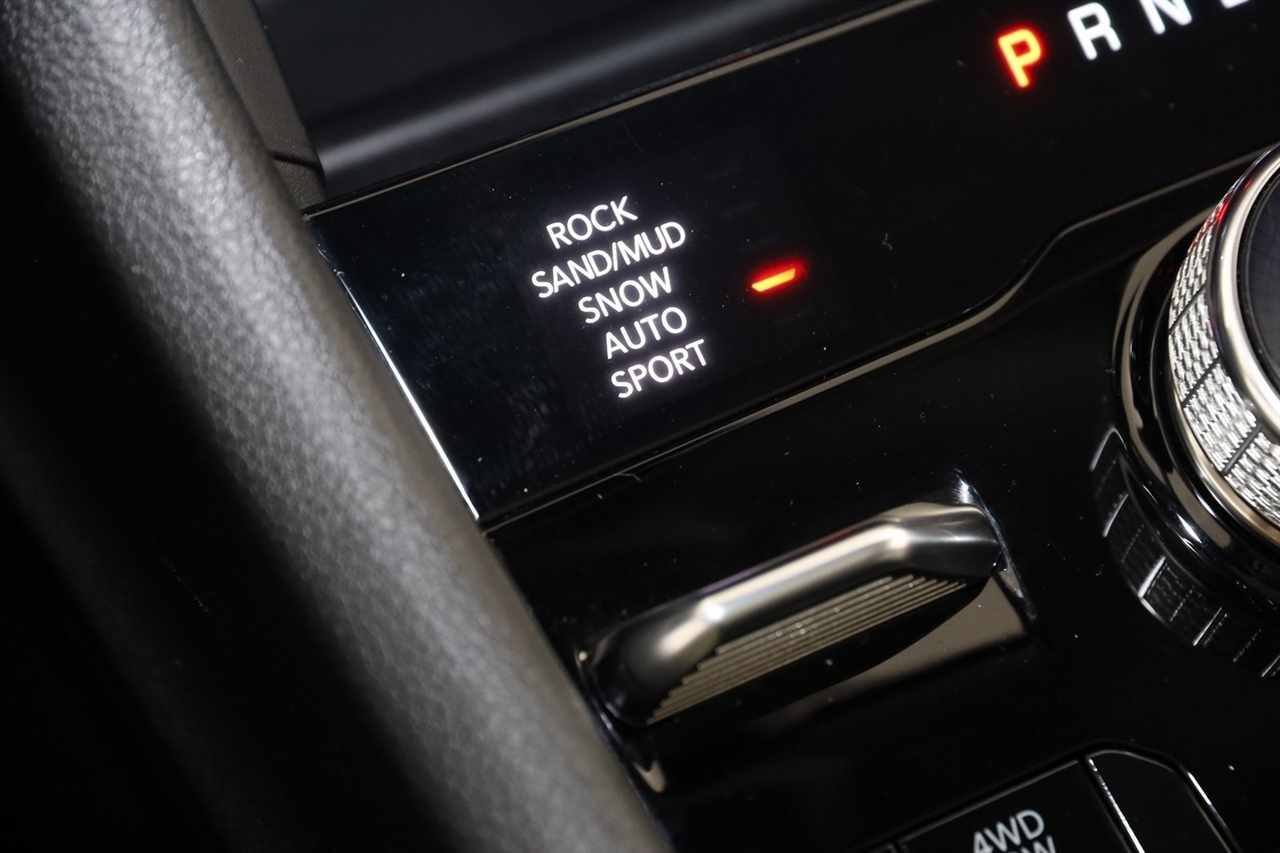 P R N
ROCK
SAND/MUD
SNOW
AUTO
SPORT
4WD